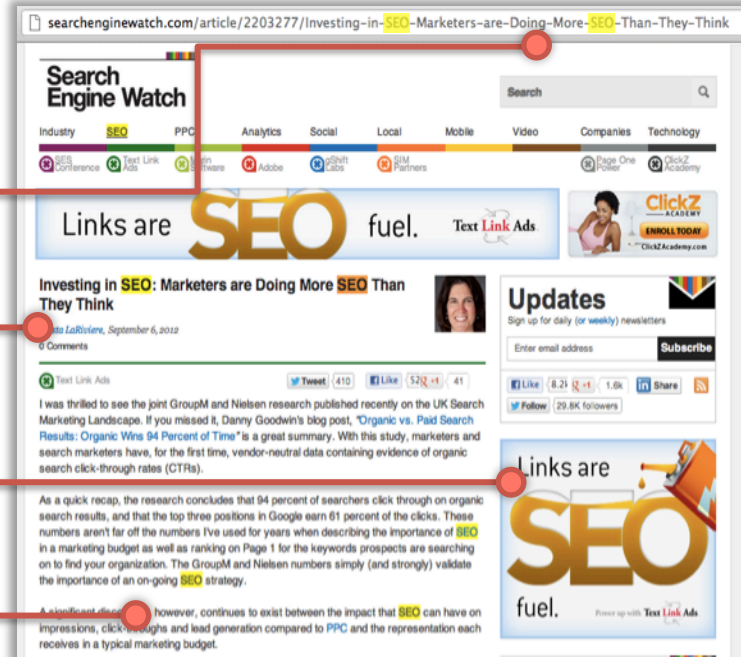 searchenginewatch.com/article/2203277/Investing-in-SEO-Marketers-are-Doing-More-SEO-Than-They-Think
Search
Engine Watch
Search
Industry SEO PPC Analytics Social Local Mobile Video Companies Technology
SES Conference Text Link Ads Software Adobe gShift Labs SIM Partners Page One Power ClickZ Academy
Links are SEO fuel. Text Link Ads
ClickZ
ACADEMY
ENROLL TODAY
ClickZAcademy.com
Investing in SEO: Marketers are Doing More SEO Than
They Think
LaRiviere, September 6, 2012
0 Comments
Text Link Ads
Tweet 410 Like 52 +1 41
I was thrilled to see the joint GroupM and Nielsen research published recently on the UK Search
Marketing Landscape. If you missed it, Danny Goodwin's blog post, "Organic vs. Paid Search
Results: Organic Wins 94 Percent of Time" is a great summary. With this study, marketers and
search marketers have, for the first time, vendor-neutral data containing evidence of organic
search click-through rates (CTRs).
As a quick recap, the research concludes that 94 percent of searchers click through on organic
search results, and that the top three positions in Google earn 61 percent of the clicks. These
numbers aren't far off the numbers I've used for years when describing the importance of SEO
in a marketing budget as well as ranking on Page 1 for the keywords prospects are searching
on to find your organization. The GroupM and Nielsen numbers simply (and strongly) validate
the importance of an on-going SEO strategy.
A significant however, continues to exist between the impact that SEO can have on
impressions, click-throughs and lead generation compared to PPC and the representation each
receives in a typical marketing budget.
Updates
Sign up for daily (or weekly) newsletters
Enter email address Subscribe
Like 8.2k +1 1.6k Share
Follow 29.8K followers
Links are
SEO
fuel.
Power up with Text Link Ads